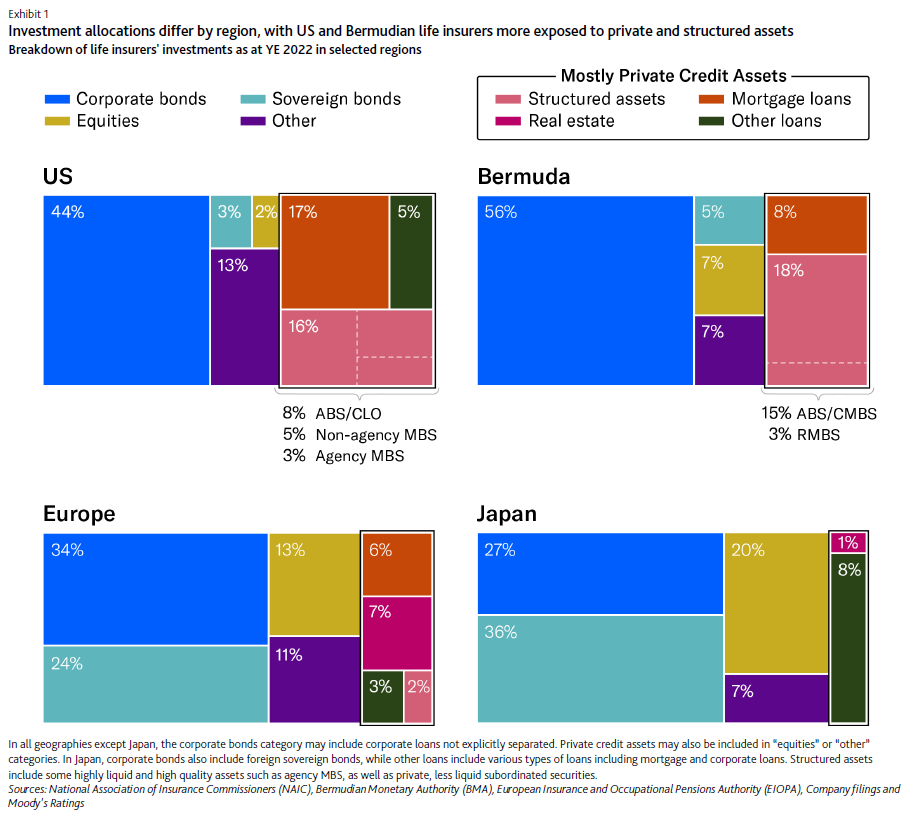 Exhibit 1
Investment allocations differ by region, with US and Bermudian life insurers more exposed to private and structured assets
Breakdown of life insurers' investments as at YE 2022 in selected regions
Mostly Private Credit Assets
Corporate bonds
Sovereign bonds
Equities
Other
Structured assets
Mortgage loans
Real estate
Other loans
US
44%
3%
2%
17%
5%
13%
16%
8% ABS/CLO
5% Non-agency MBS
3% Agency MBS
Bermuda
56%
5%
8%
7%
18%
7%
15% ABS/CMBS
3% RMBS
Europe
34%
13%
6%
7%
24%
11%
3%
2%
Japan
27%
20%
1%
8%
36%
7%
In all geographies except Japan, the corporate bonds category may include corporate loans not explicitly separated. Private credit assets may also be included in "equities" or "other"
categories. In Japan, corporate bonds also include foreign sovereign bonds, while other loans include various types of loans including mortgage and corporate loans. Structured assets
include some highly liquid and high quality assets such as agency MBS, as well as private, less liquid subordinated securities.
Sources: National Association of Insurance Commissioners (NAIC), Bermudian Monetary Authority (BMA), European Insurance and Occupational Pensions Authority (EIOPA), Company filings and
Moody's Ratings